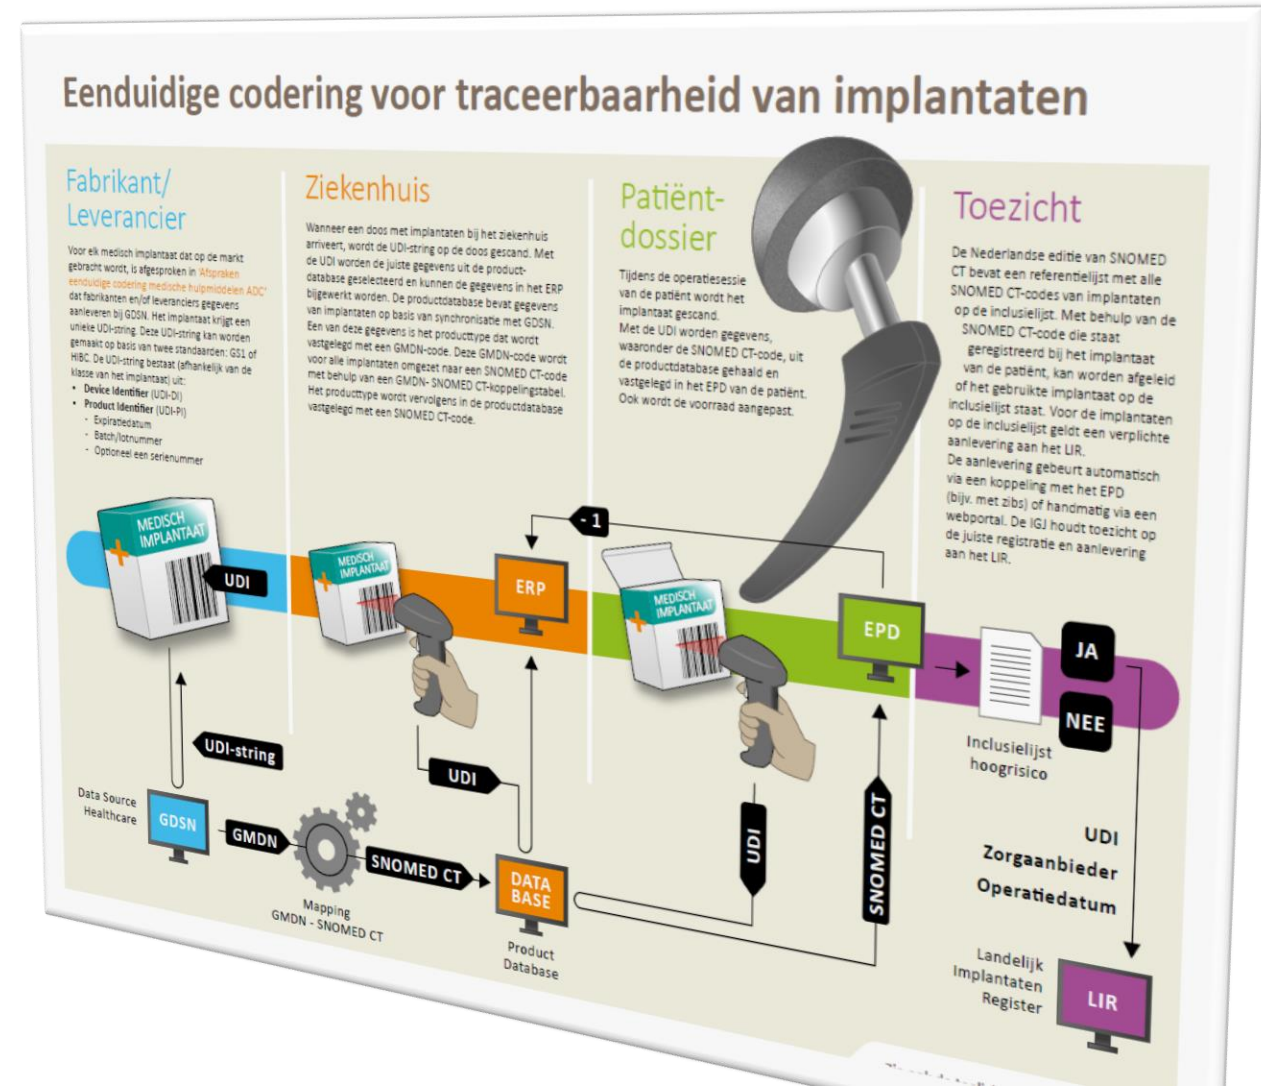 Eenduidige codering voor traceerbaarheid van implantaten
Fabrikant/
Leverancier
Voor elk medisch implantaat dat op de markt
gebracht wordt, is afgesproken in 'Afspraken
eenduidige codering medische hulpmiddelen ADC'
dat fabrikanten en/of leveranciers gegevens
aanleveren bij GDSN. Het implantaat krijgt een
unieke UDI-string. Deze UDI-string kan worden
gemaakt op basis van twee standaarden: GS1 of
HIBC. De UDI-string bestaat (afhankelijk van de
klasse van het implantaat) uit:
• Device Identifier (UDI-DI)
• Product Identifier (UDI-PI)
- Expiratiedatum
- Batch/lotnummer
- Optioneel een serienummer
Ziekenhuis
Wanneer een doos met implantaten bij het ziekenhuis
arriveert, wordt de UDI-string op de doos gescand. Met
de UDI worden de juiste gegevens uit de product-
database geselecteerd en kunnen de gegevens in het ERP
bijgewerkt worden. De productdatabase bevat gegevens
van implantaten op basis van synchronisatie met GDSN.
Een van deze gegevens is het producttype dat wordt
vastgelegd met een GMDN-code. Deze GMDN-code wordt
voor alle implantaten omgezet naar een SNOMED CT-code
met behulp van een GMDN- SNOMED CT-koppelingstabel.
Het producttype wordt vervolgens in de productdatabase
vastgelegd met een SNOMED CT-code.
Patiënt-
dossier
Tijdens de operatiesessie
van de patiënt wordt het
implantaat gescand.
Met de UDI worden gegevens,
waaronder de SNOMED CT-code, uit
de productdatabase gehaald en
vastgelegd in het EPD van de patiënt.
Ook wordt de voorraad aangepast.
Toezicht
De Nederlandse editie van SNOMED
CT bevat een referentielijst met alle
SNOMED CT-codes van implantaten
op de inclusielijst. Met behulp van de
SNOMED CT-code die staat
geregistreerd bij het implantaat
van de patiënt, kan worden afgeleid
of het gebruikte implantaat op de
inclusielijst staat. Voor de implantaten
op de inclusielijst geldt een verplichte
aanlevering aan het LIR.
De aanlevering gebeurt automatisch
via een koppeling met het EPD
(bijv. met zibs) of handmatig via een
webportal. De IGJ houdt toezicht op
de juiste registratie en aanlevering
aan het LIR.
MEDISCH
IMPLANTAAT
UDI
MEDISCH
IMPLANTAAT
ERP
- 1
MEDISCH
IMPLANTAAT
EPD
JA
NEE
Inclusielijst
hoogrisico
UDI-string
UDI
Data Source
Healthcare
GDSN
GMDN
SNOMED CT
Mapping
GMDN - SNOMED CT
DATA
BASE
Product
Database
UDI
SNOMED CT
UDI
Zorgaanbieder
Operatiedatum
Landelijk
Implantaten
Register
LIR